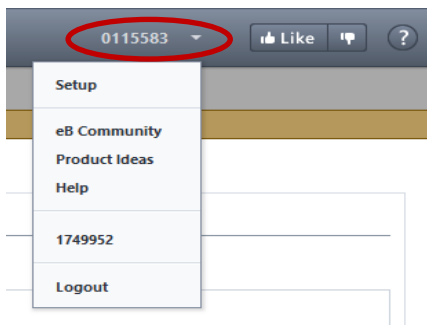 0115583 Like ?
Setup
eB Community
Product Ideas
Help
1749952
Logout